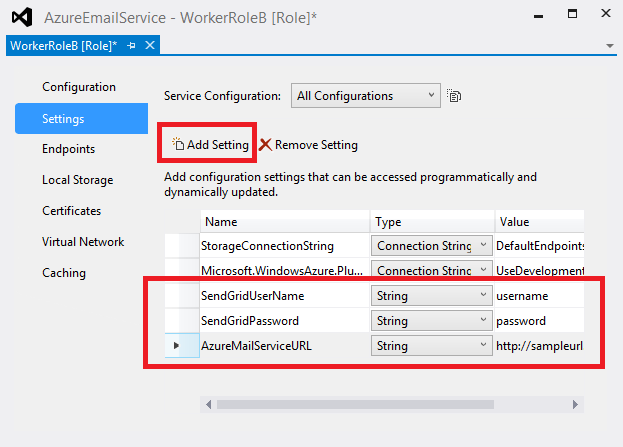 AzureEmailService - WorkerRoleB [Role]*
WorkerRoleB [Role]*
Configuration
Settings
Endpoints
Local Storage
Certificates
Virtual Network
Caching
Service Configuration: All Configurations
Add Setting Remove Setting
Add configuration settings that can be accessed programmatically and
dynamically updated.
Name Type Value
StorageConnectionString Connection String DefaultEndpoints
Microsoft.WindowsAzure.Plu... Connection String UseDevelopment
SendGridUserName String username
SendGridPassword String password
AzureMailServiceURL String http://sampleurl